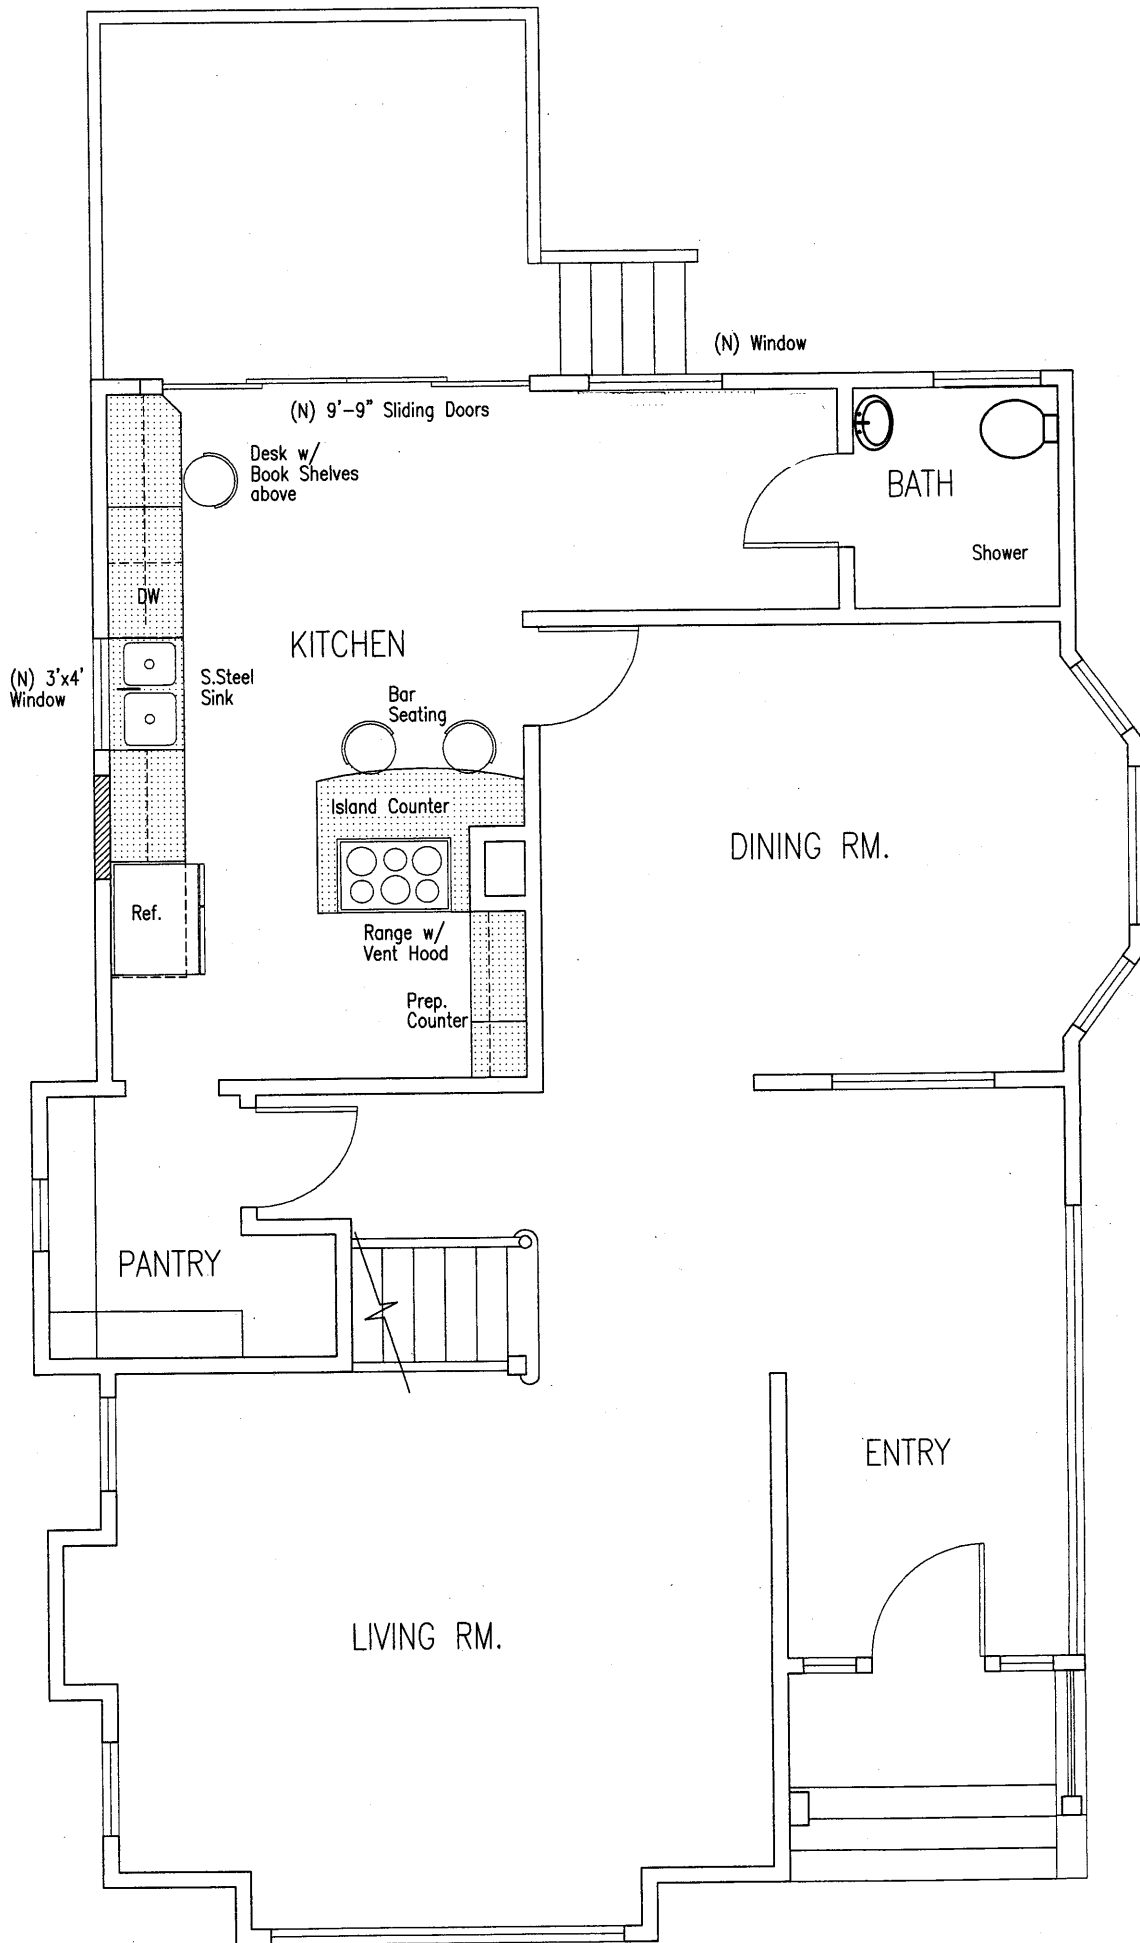 (N) Window
(N) 9'-9" Sliding Doors
Desk w/
Book Shelves
above
BATH
Shower
DW
KITCHEN
(N) 3'x4'
Window
S.Steel
Sink
Bar
Seating
Island Counter
DINING RM.
Ref.
Range w/
Vent Hood
Prep.
Counter
PANTRY
ENTRY
LIVING RM.